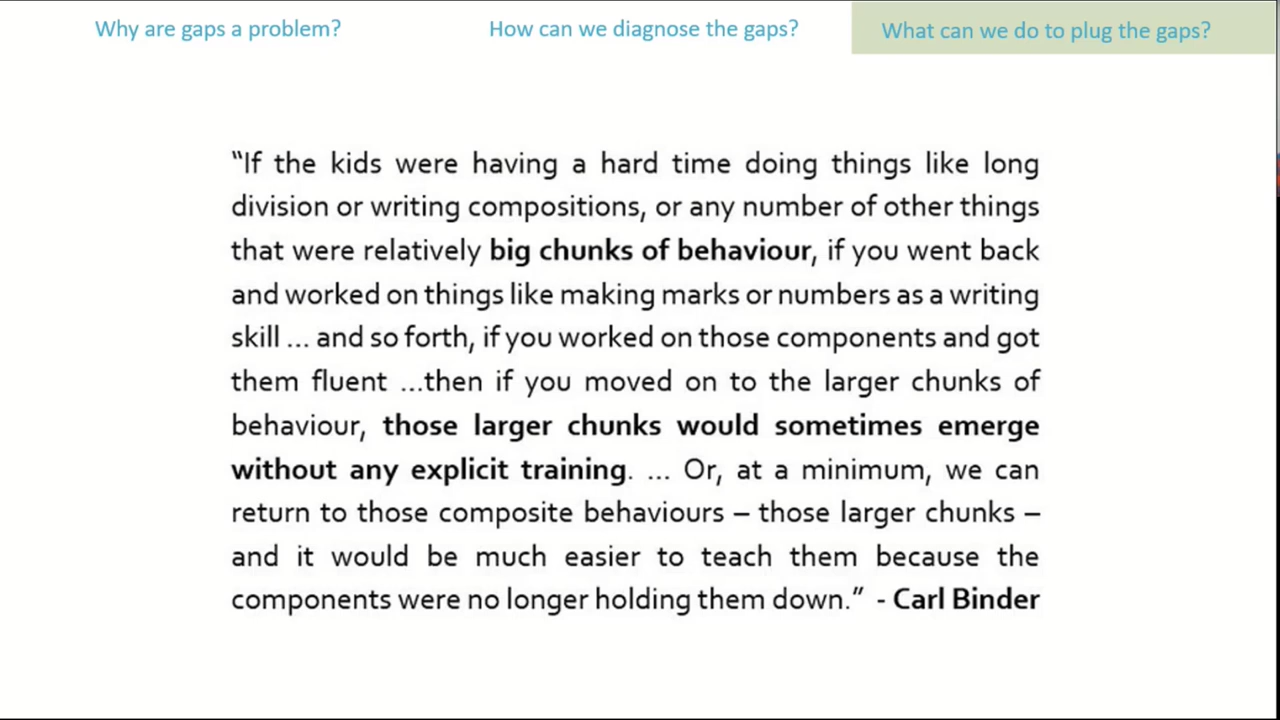 Why are gaps a problem?
How can we diagnose the gaps?
What can we do to plug the gaps?
“If the kids were having a hard time doing things like long
division or writing compositions, or any number of other things
that were relatively big chunks of behaviour, if you went back
and worked on things like making marks or numbers as a writing
skill ... and so forth, if you worked on those components and got
them fluent ...then if you moved on to the larger chunks of
behaviour, those larger chunks would sometimes emerge
without any explicit training. ... Or, at a minimum, we can
return to those composite behaviours – those larger chunks –
and it would be much easier to teach them because the
components were no longer holding them down.” - Carl Binder